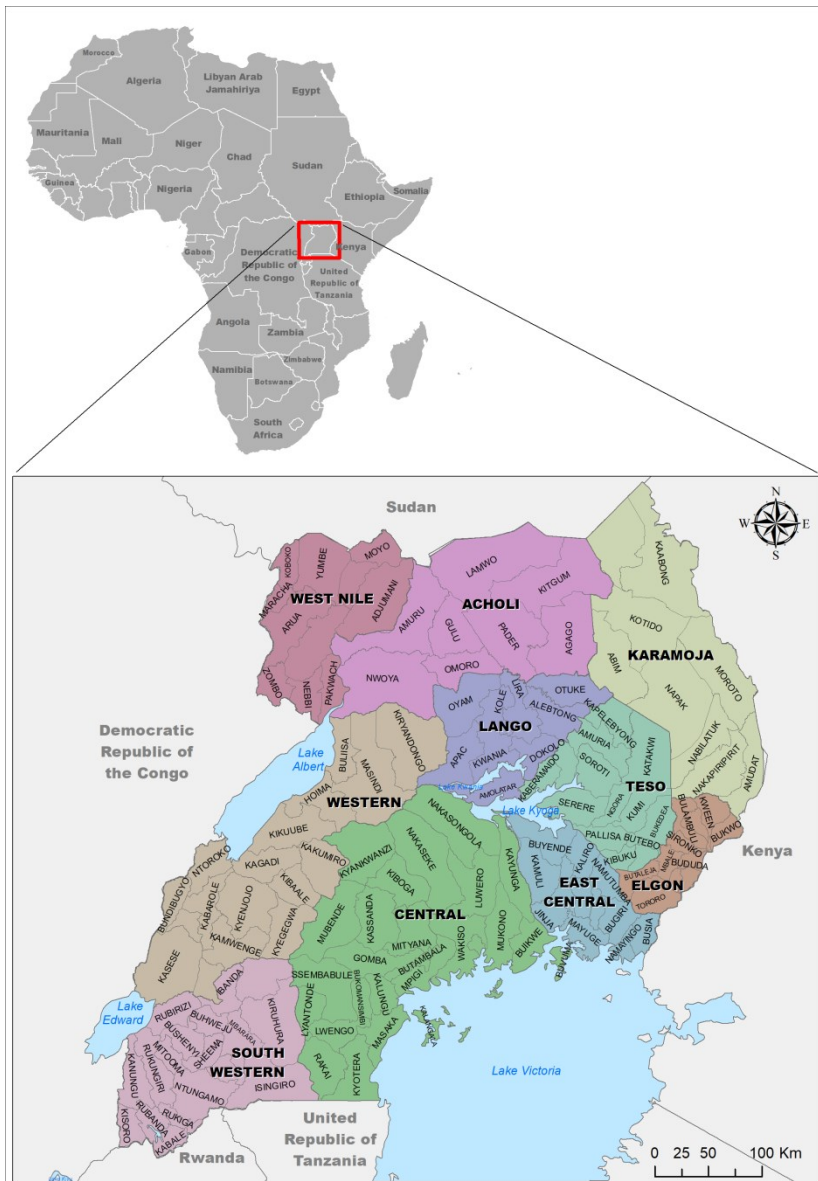 Morocco
Algeria
Libyan Arab
Jamahiriya
Egypt
Mauritania
Mali
Niger
Chad
Sudan
Guinea
Nigeria
Ethiopia
Somalia
Gabon
Democratic
Republic of
the Congo
Kenya
United
Republic of
Tanzania
Angola
Zambia
Zimbabwe
Namibia
Botswana
South
Africa
Sudan
N
W
E
S
KOBOKO
YUMBE
MOYO
MARACHA
WEST NILE
ADJUMANI
ARUA
ZOMBO
NEBBI
PAKWACH
LAMWO
KITGUM
ACHOLI
AMURU
GULU
PADER
AGAGO
NWOYA
OMORO
KAABONG
KOTIDO
KARAMOJA
ABIM
MOROTO
NAPAK
NABILATUK
NAKAPIRIPIRIT
AMUDAT
OYAM
KOLE
LIRA
OTUKE
ALEBTONG
LANGO
APAC
KWANIA
DOKOLO
AMOLATAR
KAPELEBYONG
AMURIA
KATAKWI
KABERAMAIDO
SOROTI
TESO
SERERE
NGORA
KUMI
BUKEDEA
PALLISA
BUTEBO
KIBUKU
Democratic
Republic of
the Congo
Lake
Albert
Lake Kyoga
BULIISA
KIRYANDONGO
MASINDI
HOIMA
WESTERN
KIKUUBE
NTOROKO
KAGADI
KAKUMIRO
BUNDIBUGYO
KABAROLE
KYENJOJO
KIBAALE
KASESE
KAMWENGE
KYEGEGWA
NAKASONGOLA
KYANKWANZI
NAKASEKE
KIBOGA
LUWERO
KAYUNGA
MUBENDE
KASSANDA
CENTRAL
MITYANA
WAKISO
MUKONO
BUIKWE
GOMBA
BUTAMBALA
MPIGI
SSEMBABULE
BUKOMANSIMBI
KALUNGU
LYANTONDE
LWENGO
MASAKA
KALANGALA
RAKAI
KYOTERA
BUYENDE
KAMULI
KALIRO
NAMUTUMBA
EAST
CENTRAL
JINJA
MAYUGE
BUGIRI
BUVUMA
NAMAYINGO
BUSIA
BULAMBULI
KWEEN
BUKWO
SIRONKO
MBALE
BUDUDA
ELGON
BUTALEJA
TORORO
Kenya
Lake
Edward
IBANDA
RUBIRIZI
BUHWEJU
MBARARA
KIRUHURA
BUSHENYI
SHEEMA
MITOOMA
RUKUNGIRI
KANUNGU
SOUTH
WESTERN
NTUNGAMO
ISINGIRO
RUKIGA
RUBANDA
KISORO
KABALE
Lake Victoria
United
Republic of
Tanzania
Rwanda
0 25 50 100 Km